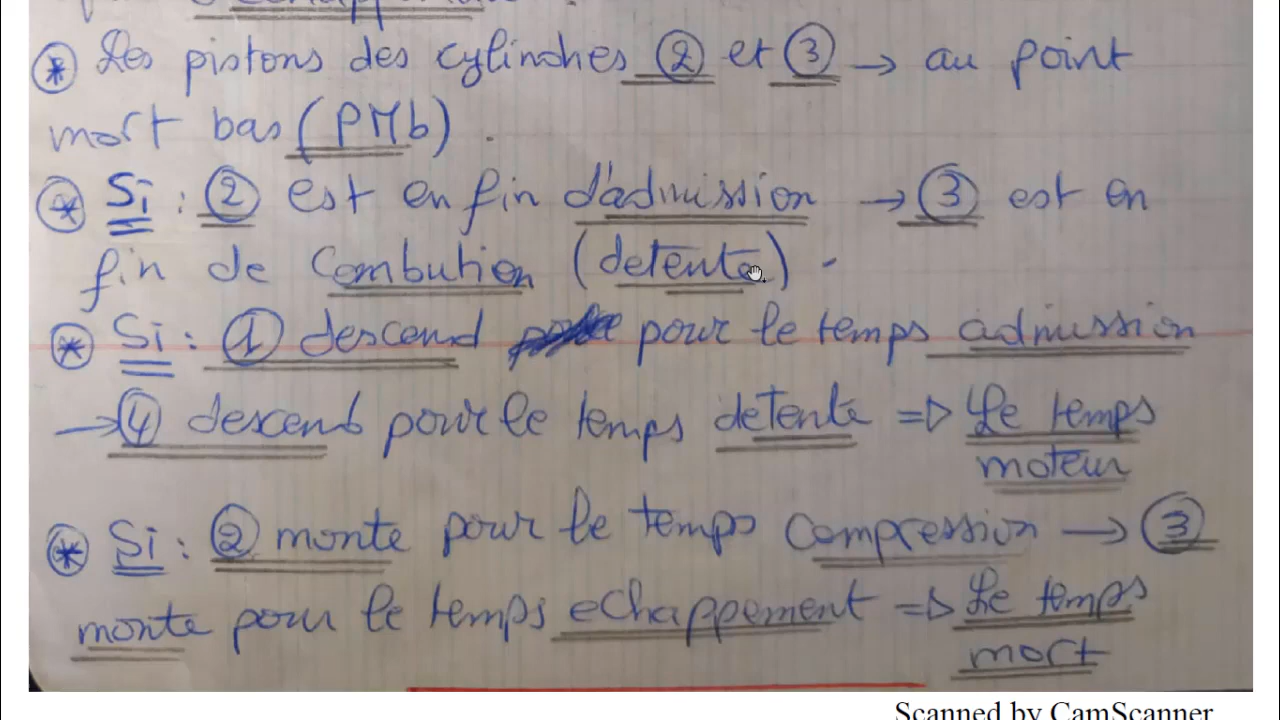 * Les pistons des cylindres ② et ③ → au point
mort bas (PMb).
* Si : ② est en fin d'admission → ③ est en
fin de Combution (detente).
* Si : ① descend pour le temps admission
→ ④ descend pour le temps detente => Le temps
moteur
* Si : ② monte pour le temps compression → ③
monte pour le temps echappement => Le temps
mort
Scanned by CamScanner